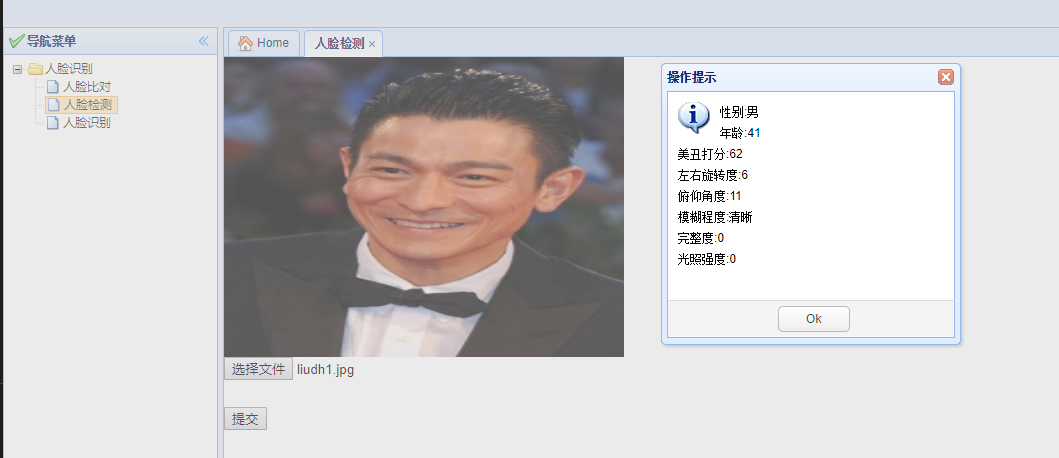 导航菜单
人脸识别
人脸比对
人脸检测
人脸识别
Home
人脸检测
选择文件 liudh1.jpg
提交
操作提示
性别:男
年龄:41
美丑打分:62
左右旋转度:6
俯仰角度:11
模糊程度:清晰
完整度:0
光照强度:0
Ok